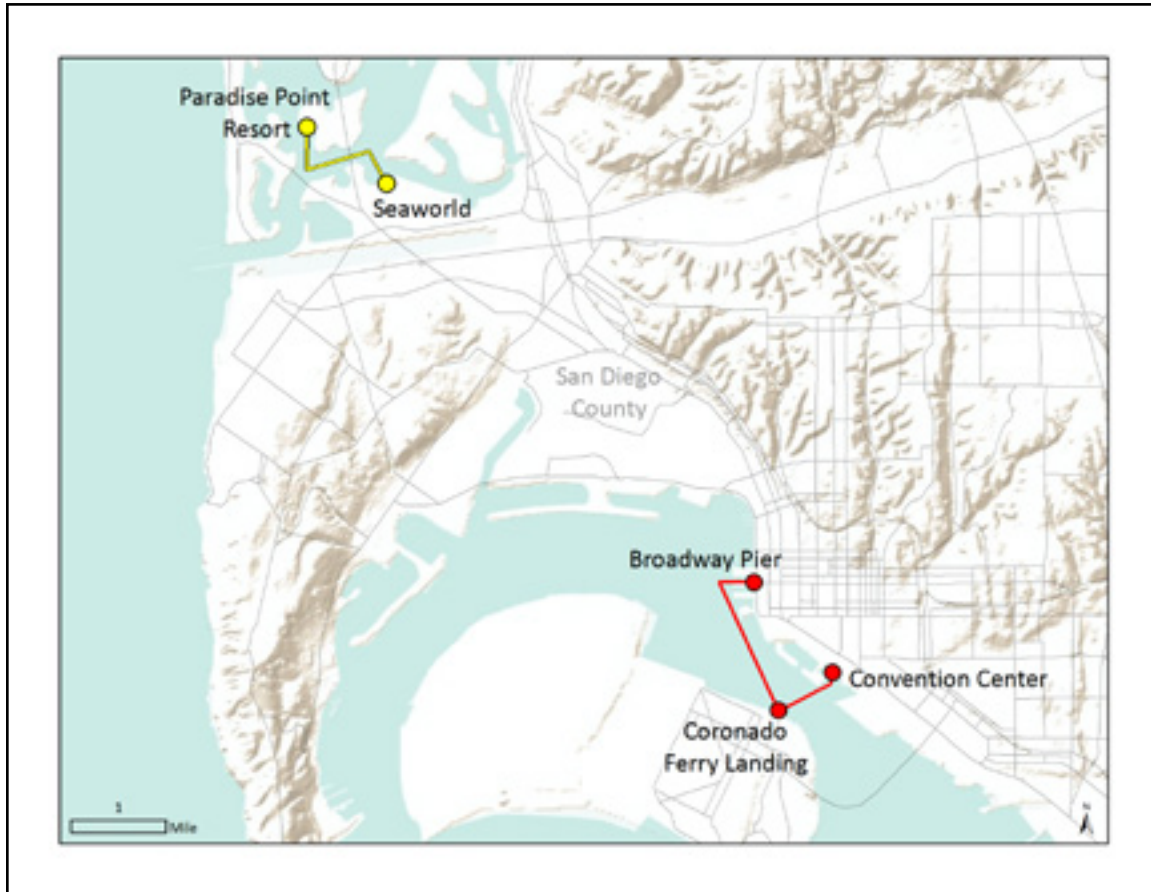 Paradise Point
Resort
Seaworld
San Diego
County
Broadway Pier
Convention Center
Coronado
Ferry Landing
1
Mile
N